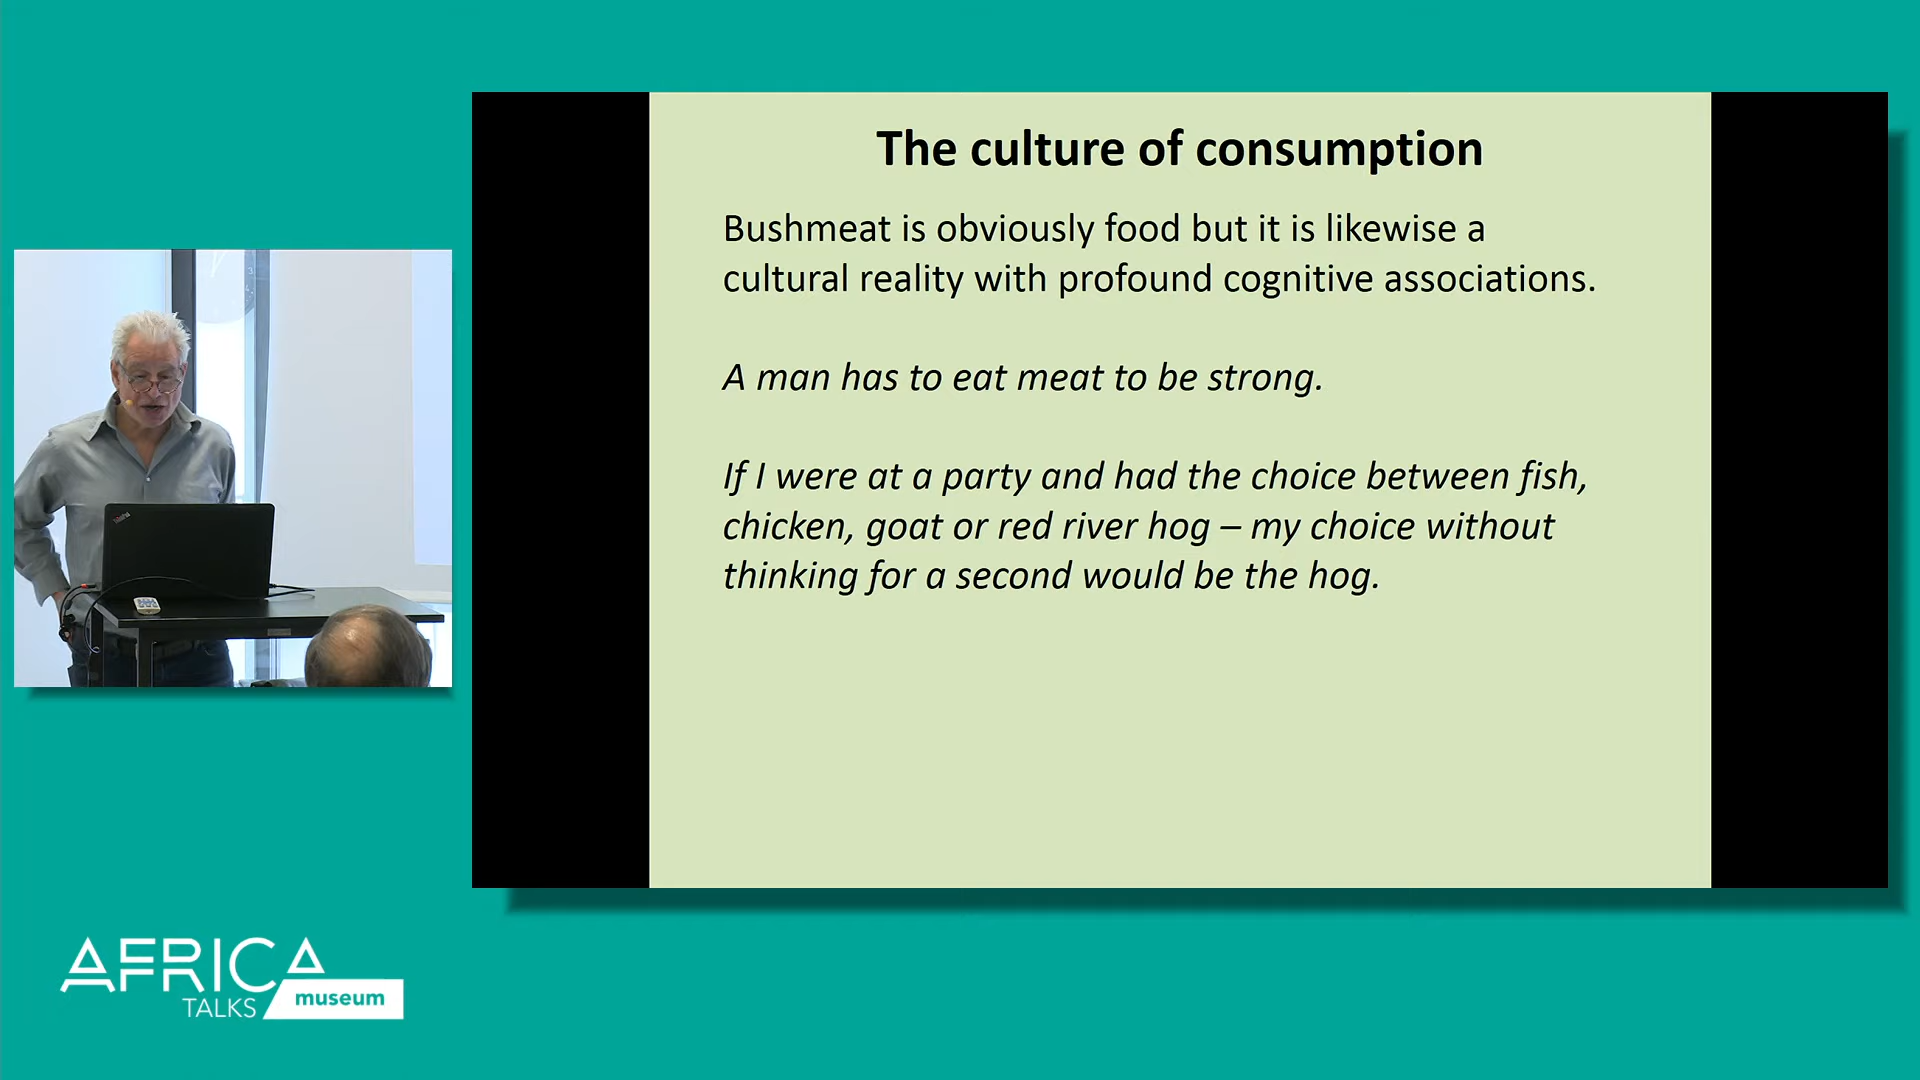 The culture of consumption
Bushmeat is obviously food but it is likewise a
cultural reality with profound cognitive associations.
A man has to eat meat to be strong.
If I were at a party and had the choice between fish,
chicken, goat or red river hog – my choice without
thinking for a second would be the hog.
AFRICA
TALKS museum